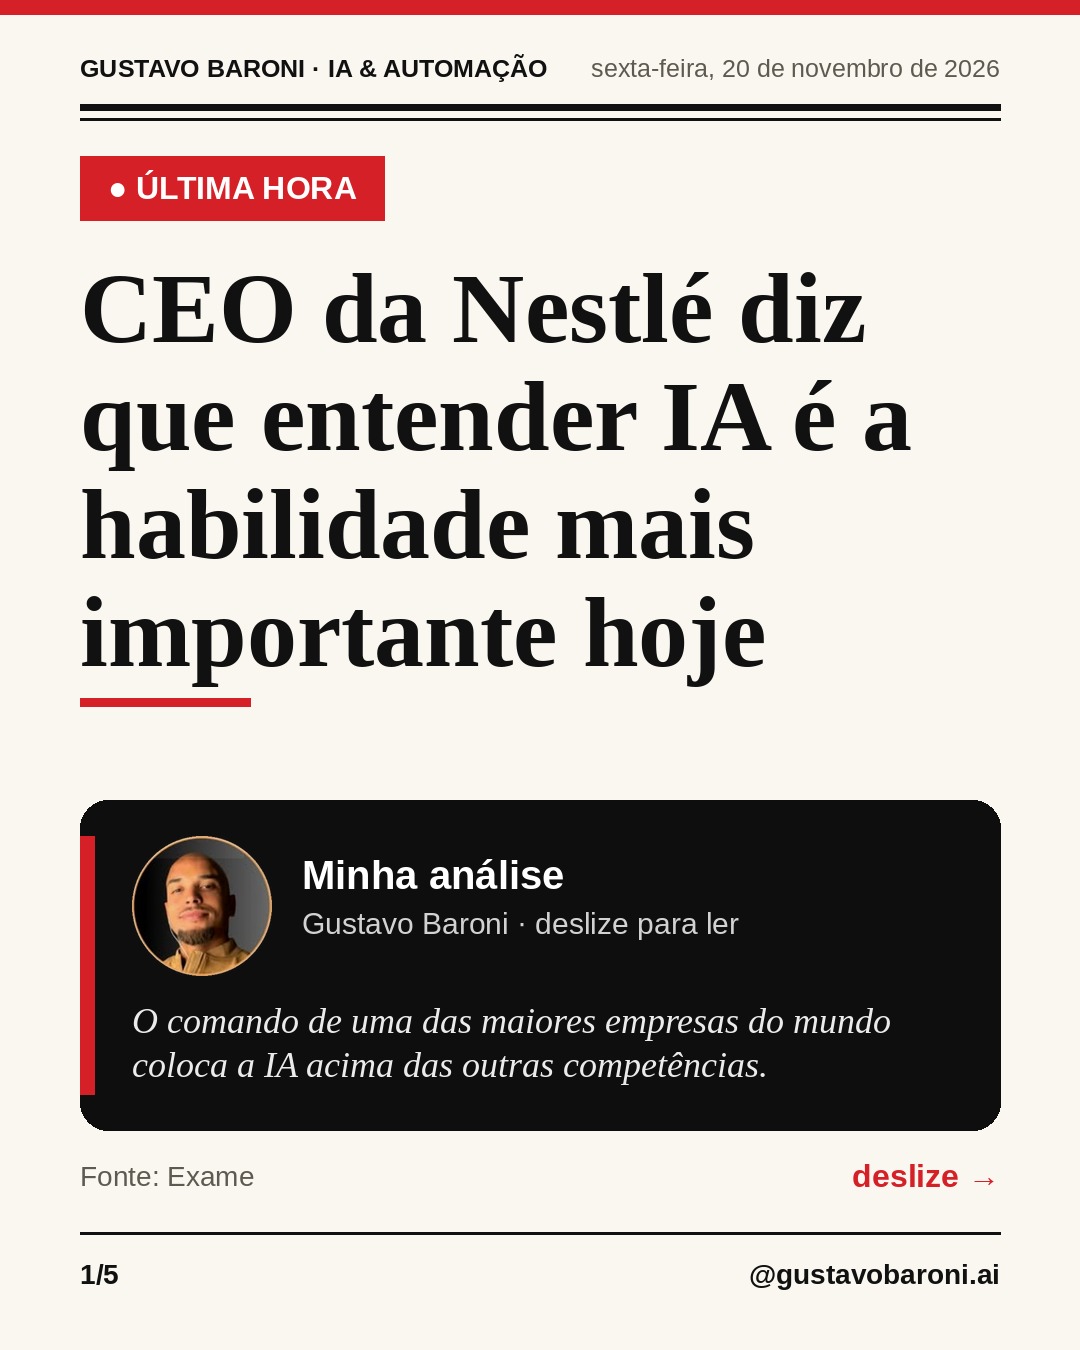 GUSTAVO BARONI · IA & AUTOMAÇÃO
sexta-feira, 20 de novembro de 2026
● ÚLTIMA HORA
CEO da Nestlé diz
que entender IA é a
habilidade mais
importante hoje
Minha análise
Gustavo Baroni · deslize para ler
O comando de uma das maiores empresas do mundo
coloca a IA acima das outras competências.
Fonte: Exame
deslize →
1/5
@gustavobaroni.ai